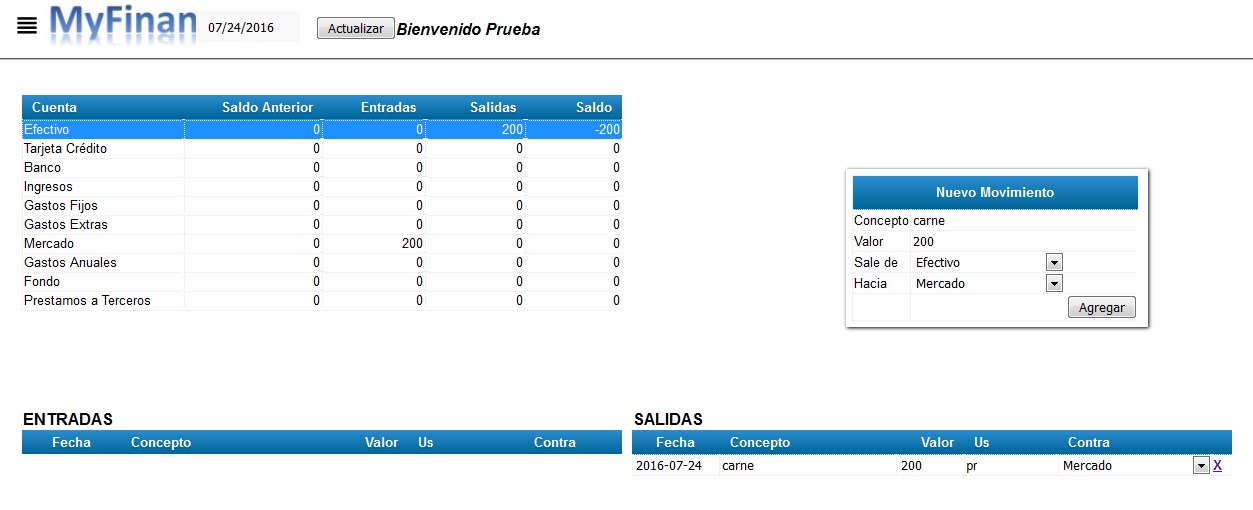 MyFinan 07/24/2016 Actualizar Bienvenido Prueba
Cuenta Saldo Anterior Entradas Salidas Saldo
Efectivo 0 0 200 -200
Tarjeta Crédito 0 0 0 0
Banco 0 0 0 0
Ingresos 0 0 0 0
Gastos Fijos 0 0 0 0
Gastos Extras 0 0 0 0
Mercado 0 200 0 0
Gastos Anuales 0 0 0 0
Fondo 0 0 0 0
Prestamos a Terceros 0 0 0 0
Nuevo Movimiento
Concepto carne
Valor 200
Sale de Efectivo
Hacia Mercado
Agregar
ENTRADAS
Fecha Concepto Valor Us Contra
SALIDAS
Fecha Concepto Valor Us Contra
2016-07-24 carne 200 pr Mercado X